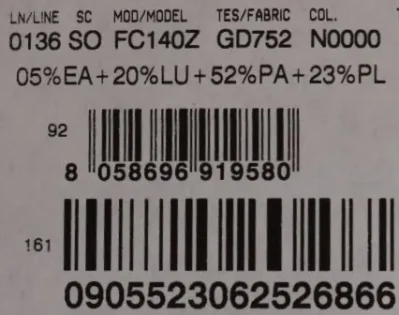 LN/LINE SC MOD/MODEL TES/FABRIC COL.
0136 SO FC140Z GD752 N0000
05%EA+20%LU+52%PA+23%PL
92
8 058696 919580
161
0905523062526866